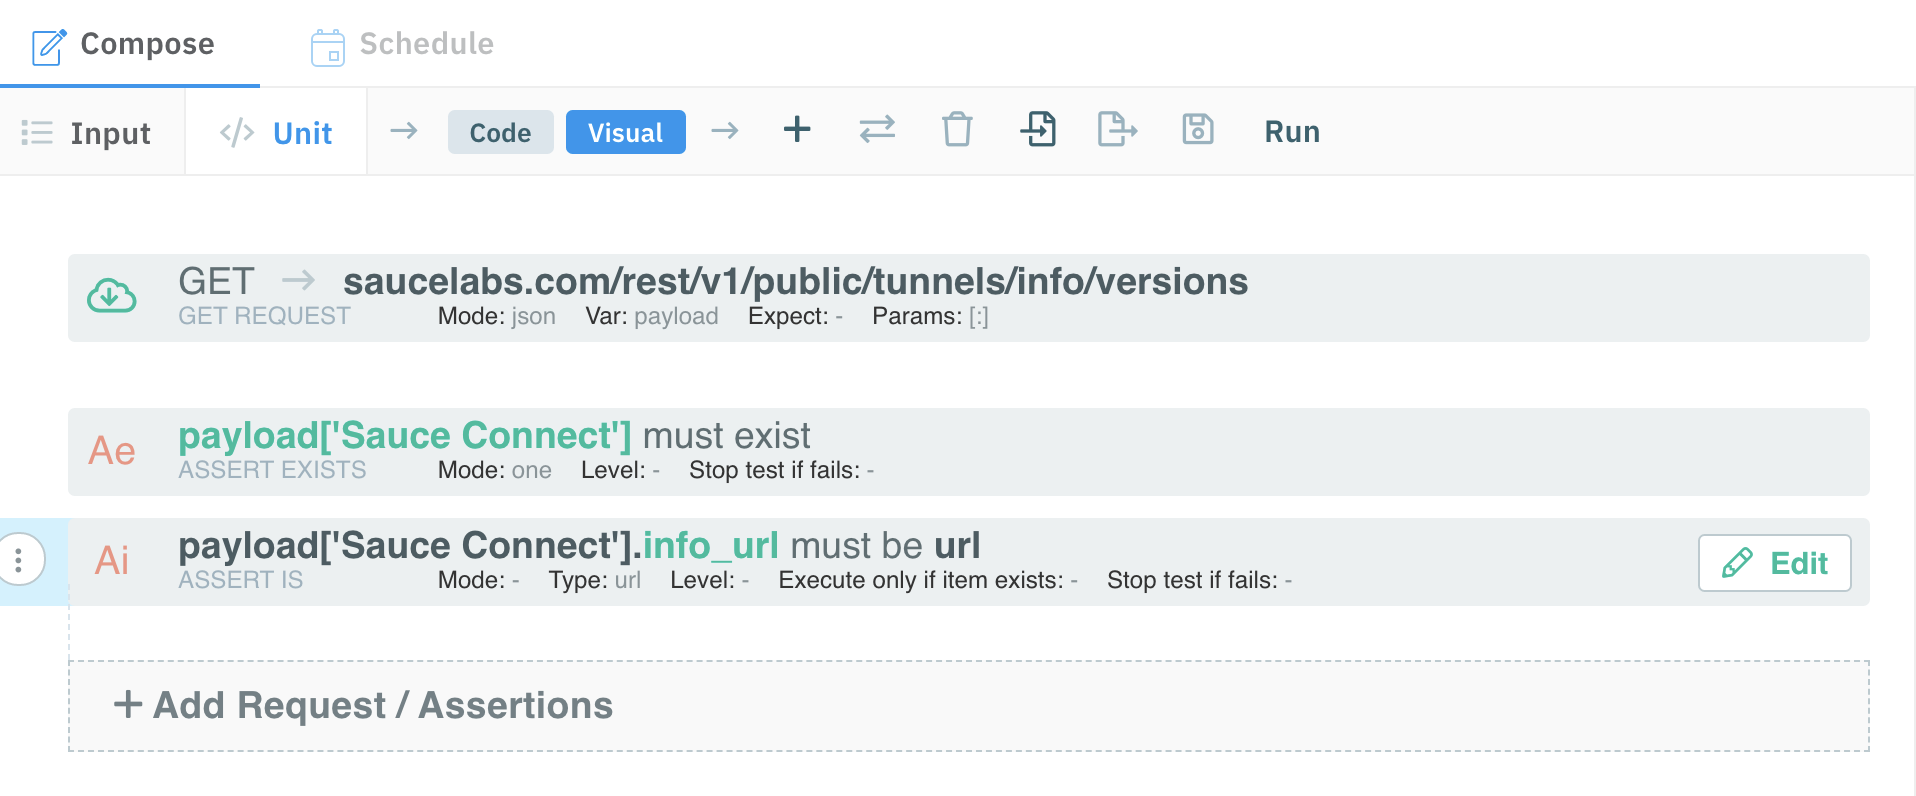 Compose Schedule
Input </> Unit → Code Visual → + Run
GET → saucelabs.com/rest/v1/public/tunnels/info/versions
GET REQUEST Mode: json Var: payload Expect: - Params: [:]
Ae payload['Sauce Connect'] must exist
ASSERT EXISTS Mode: one Level: - Stop test if fails: -
Ai payload['Sauce Connect'].info_url must be url
ASSERT IS Mode: - Type: url Level: - Execute only if item exists: - Stop test if fails: -
Edit
+ Add Request / Assertions